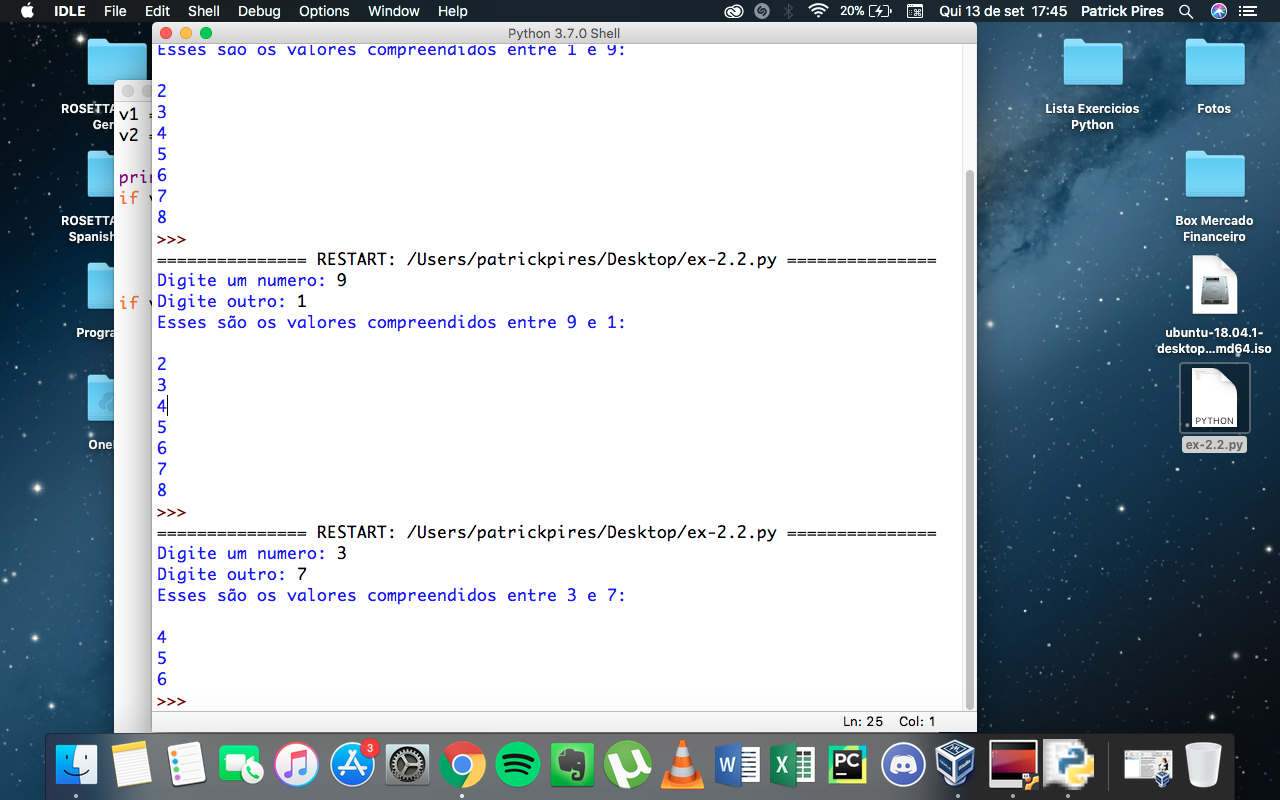 IDLE File Edit Shell Debug Options Window Help 20% Qui 13 de set 17:45 Patrick Pires
Python 3.7.0 Shell
Esses são os valores compreendidos entre 1 e 9:
2
3
4
5
6
7
8
>>>
=============== RESTART: /Users/patrickpires/Desktop/ex-2.2.py ===============
Digite um numero: 9
Digite outro: 1
Esses são os valores compreendidos entre 9 e 1:
2
3
4
5
6
7
8
>>>
=============== RESTART: /Users/patrickpires/Desktop/ex-2.2.py ===============
Digite um numero: 3
Digite outro: 7
Esses são os valores compreendidos entre 3 e 7:
4
5
6
>>>
Ln: 25 Col: 1
v1 =
v2 =
if
if
ROSETTA
ROSETTA
Spanish
Lista Exercicios
Python
Fotos
Box Mercado
Financeiro
ubuntu-18.04.1-
desktop...md64.iso
PYTHON
ex-2.2.py
3
W
X
PC